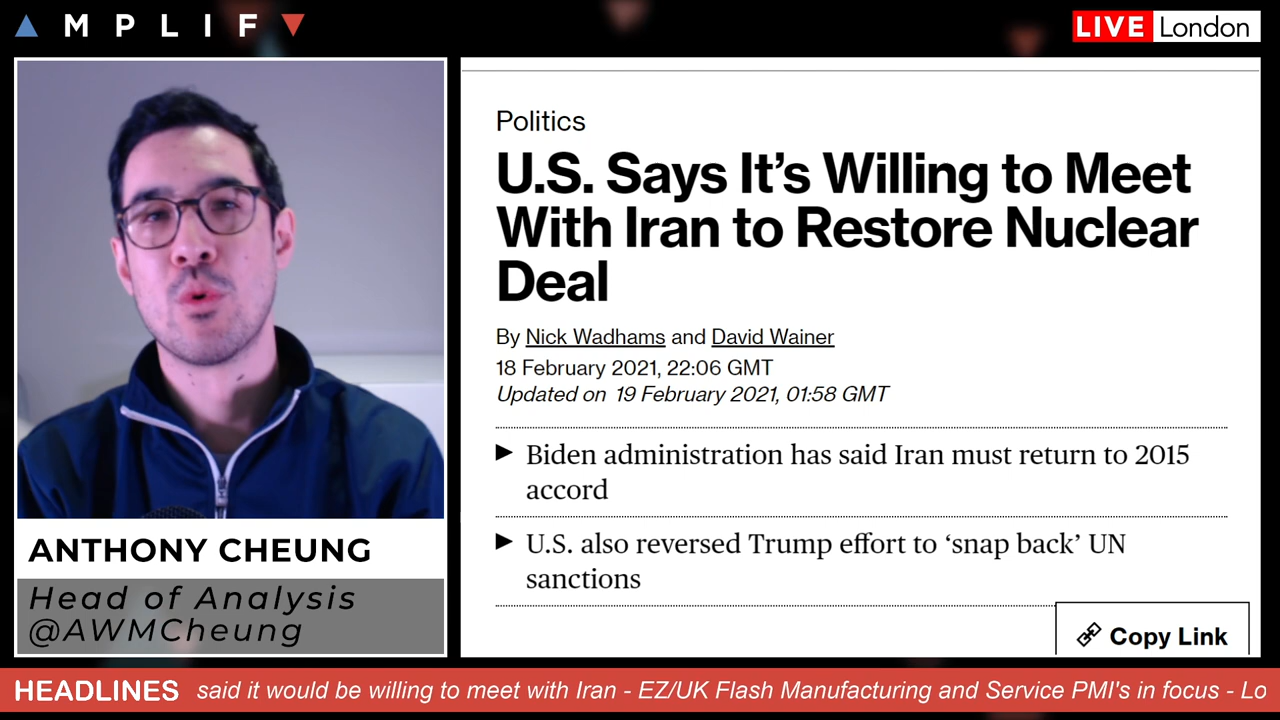 AMPLIFY
LIVE London
Politics
U.S. Says It’s Willing to Meet
With Iran to Restore Nuclear
Deal
By Nick Wadhams and David Wainer
18 February 2021, 22:06 GMT
Updated on 19 February 2021, 01:58 GMT
Biden administration has said Iran must return to 2015
accord
U.S. also reversed Trump effort to ‘snap back’ UN
sanctions
Copy Link
ANTHONY CHEUNG
Head of Analysis
@AWMCheung
HEADLINES said it would be willing to meet with Iran - EZ/UK Flash Manufacturing and Service PMI's in focus - Lo